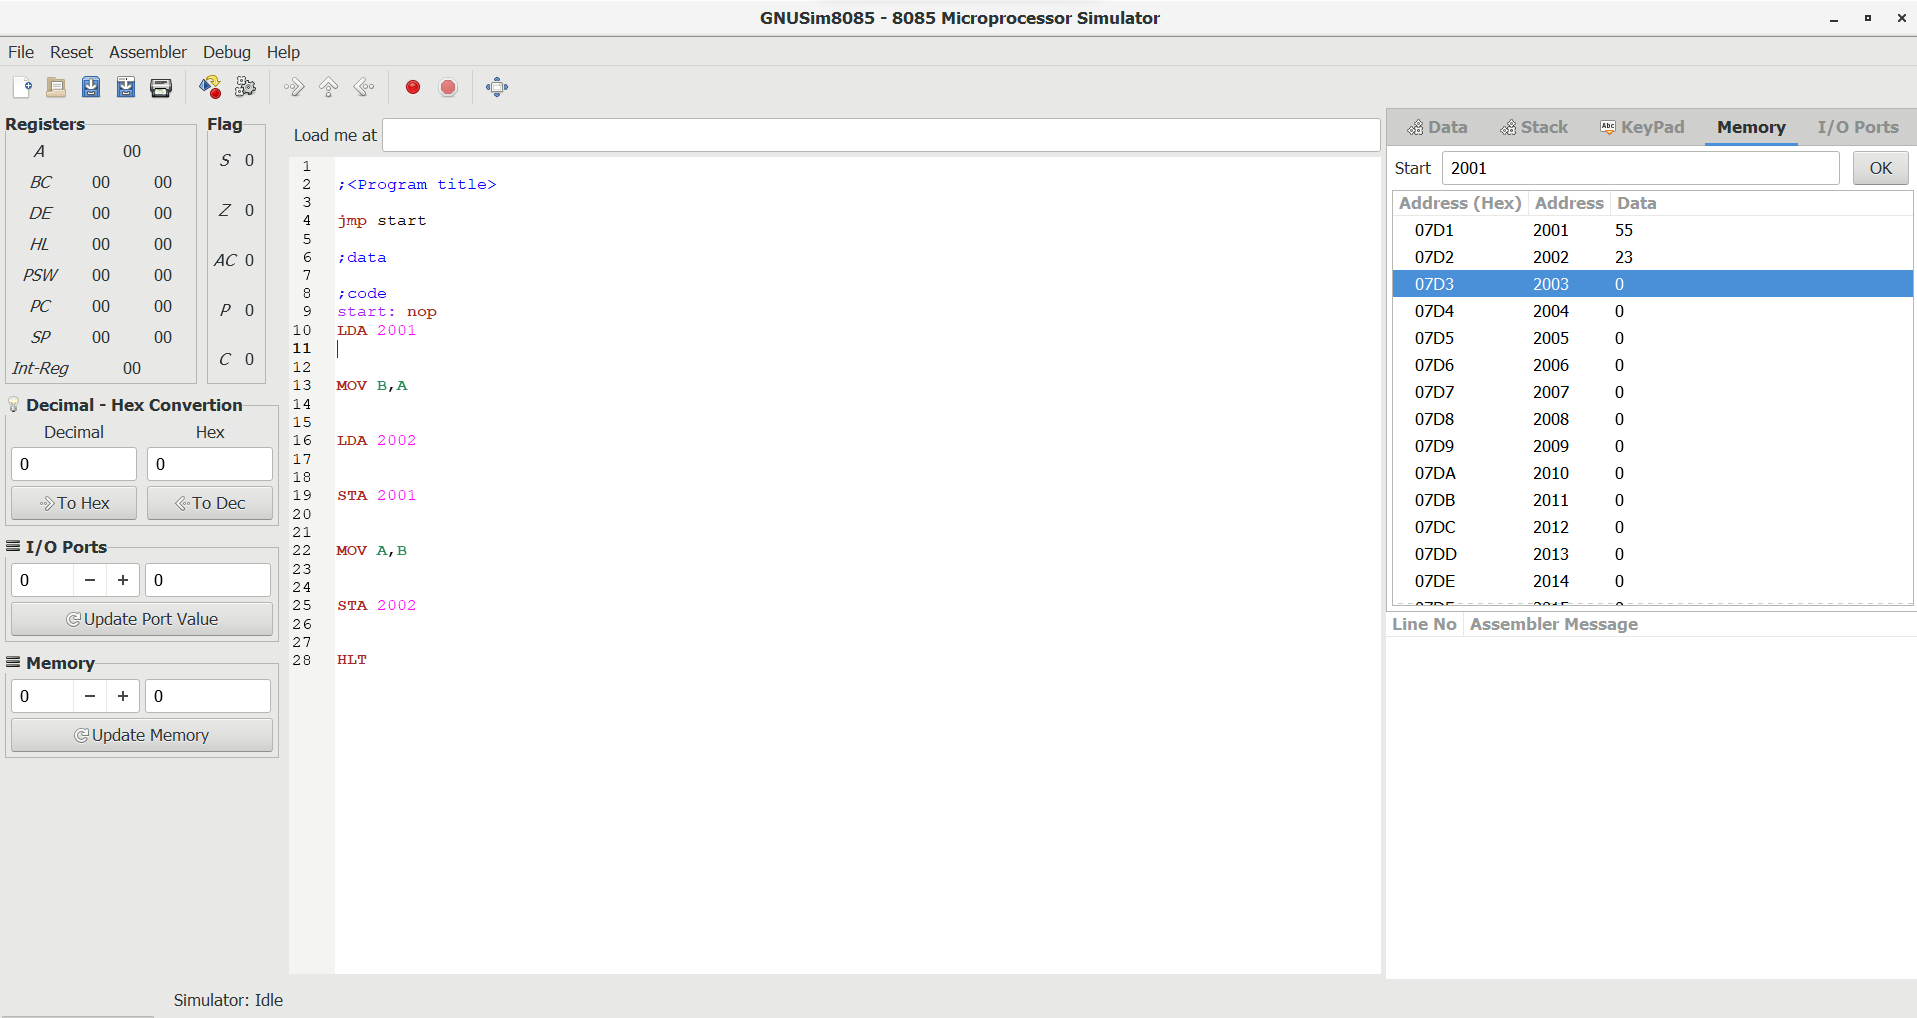 GNUSim8085 - 8085 Microprocessor Simulator
File Reset Assembler Debug Help
Registers
A 00
BC 00 00
DE 00 00
HL 00 00
PSW 00 00
PC 00 00
SP 00 00
Int-Reg 00
Flag
S 0
Z 0
AC 0
P 0
C 0
Decimal - Hex Convertion
Decimal Hex
0 0
To Hex To Dec
I/O Ports
0 − + 0
Update Port Value
Memory
0 − + 0
Update Memory
Load me at
1
2 ;<Program title>
3
4 jmp start
5
6 ;data
7
8 ;code
9 start: nop
10 LDA 2001
11
12
13 MOV B,A
14
15
16 LDA 2002
17
18
19 STA 2001
20
21
22 MOV A,B
23
24
25 STA 2002
26
27
28 HLT
Data Stack Abc KeyPad Memory I/O Ports
Start 2001 OK
Address (Hex) Address Data
07D1 2001 55
07D2 2002 23
07D3 2003 0
07D4 2004 0
07D5 2005 0
07D6 2006 0
07D7 2007 0
07D8 2008 0
07D9 2009 0
07DA 2010 0
07DB 2011 0
07DC 2012 0
07DD 2013 0
07DE 2014 0
Line No Assembler Message
Simulator: Idle